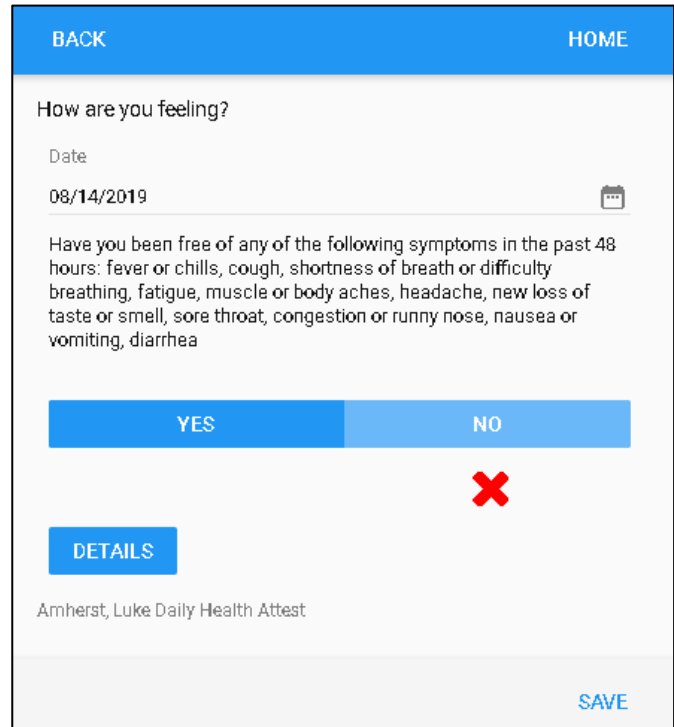 BACK HOME
How are you feeling?
Date
08/14/2019
Have you been free of any of the following symptoms in the past 48
hours: fever or chills, cough, shortness of breath or difficulty
breathing, fatigue, muscle or body aches, headache, new loss of
taste or smell, sore throat, congestion or runny nose, nausea or
vomiting, diarrhea
YES NO
DETAILS
Amherst, Luke Daily Health Attest
SAVE